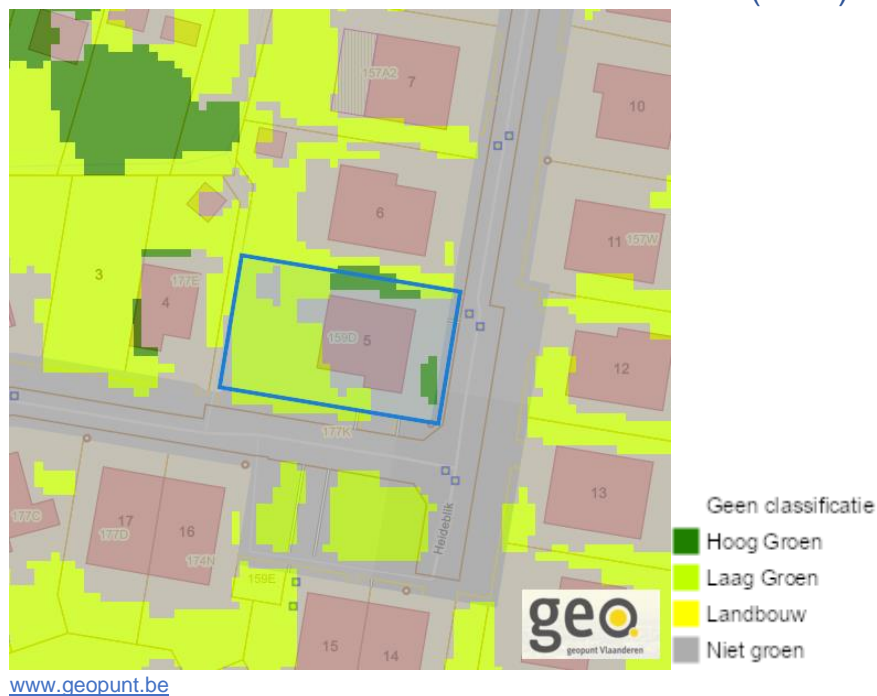 157A2
7
10
6
11 157W
3
177E
4
159D 5
12
177K
13
Heideblik
177C
17
177D
16
174N
159E
15
14
geo
geopunt Vlaanderen
Geen classificatie
Hoog Groen
Laag Groen
Landbouw
Niet groen
www.geopunt.be